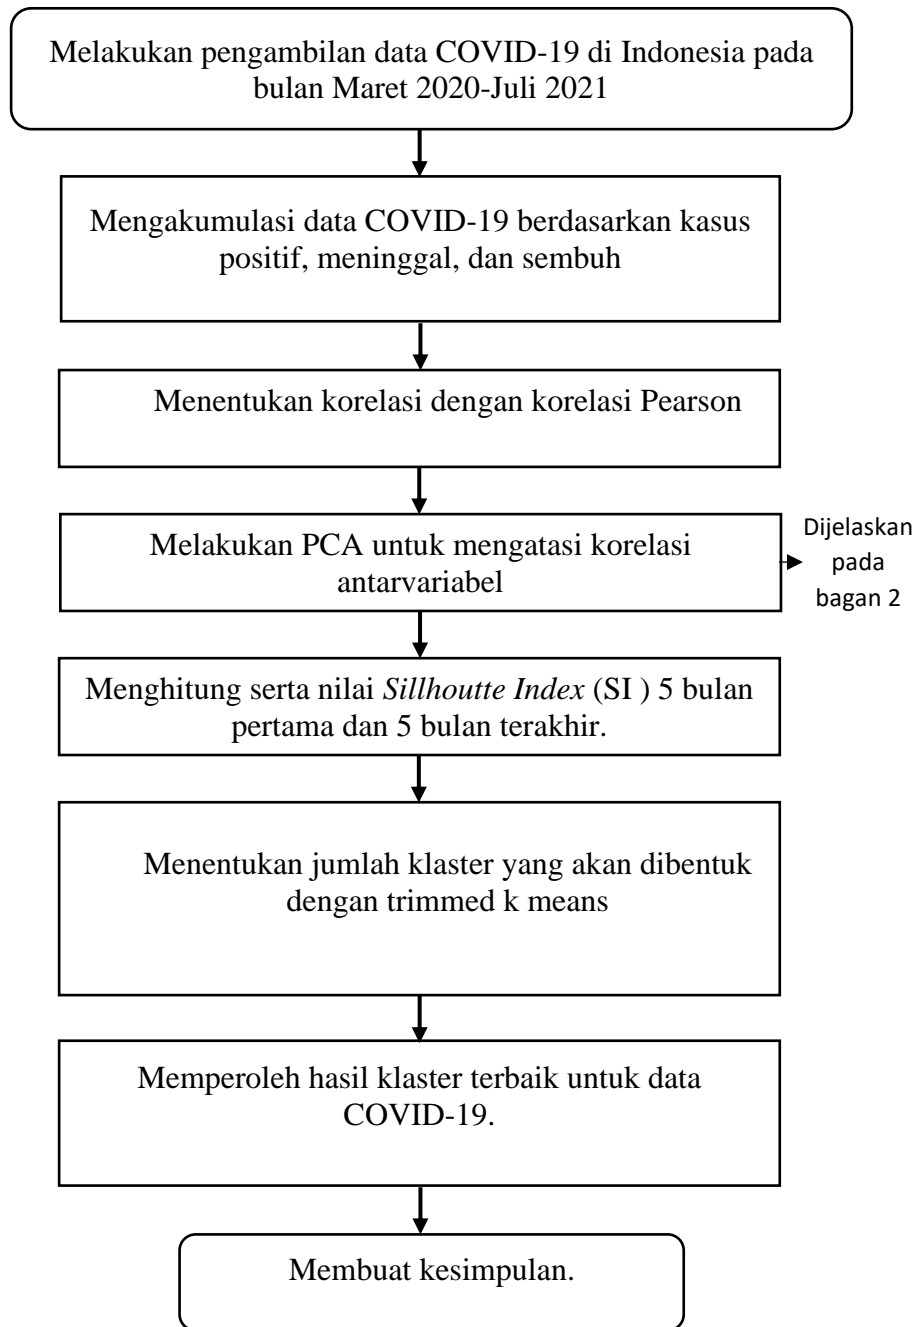 Melakukan pengambilan data COVID-19 di Indonesia pada
bulan Maret 2020-Juli 2021
Mengakumulasi data COVID-19 berdasarkan kasus
positif, meninggal, dan sembuh
Menentukan korelasi dengan korelasi Pearson
Melakukan PCA untuk mengatasi korelasi
antarvariabel
Dijelaskan
pada
bagan 2
Menghitung serta nilai Sillhoutte Index (SI ) 5 bulan
pertama dan 5 bulan terakhir.
Menentukan jumlah klaster yang akan dibentuk
dengan trimmed k means
Memperoleh hasil klaster terbaik untuk data
COVID-19.
Membuat kesimpulan.